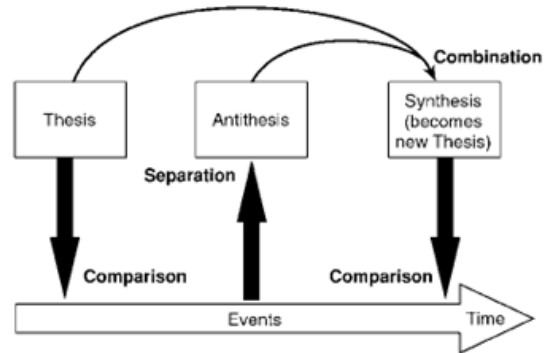 Combination
Thesis
Antithesis
Synthesis
(becomes
new Thesis)
Separation
Comparison
Comparison
Events
Time